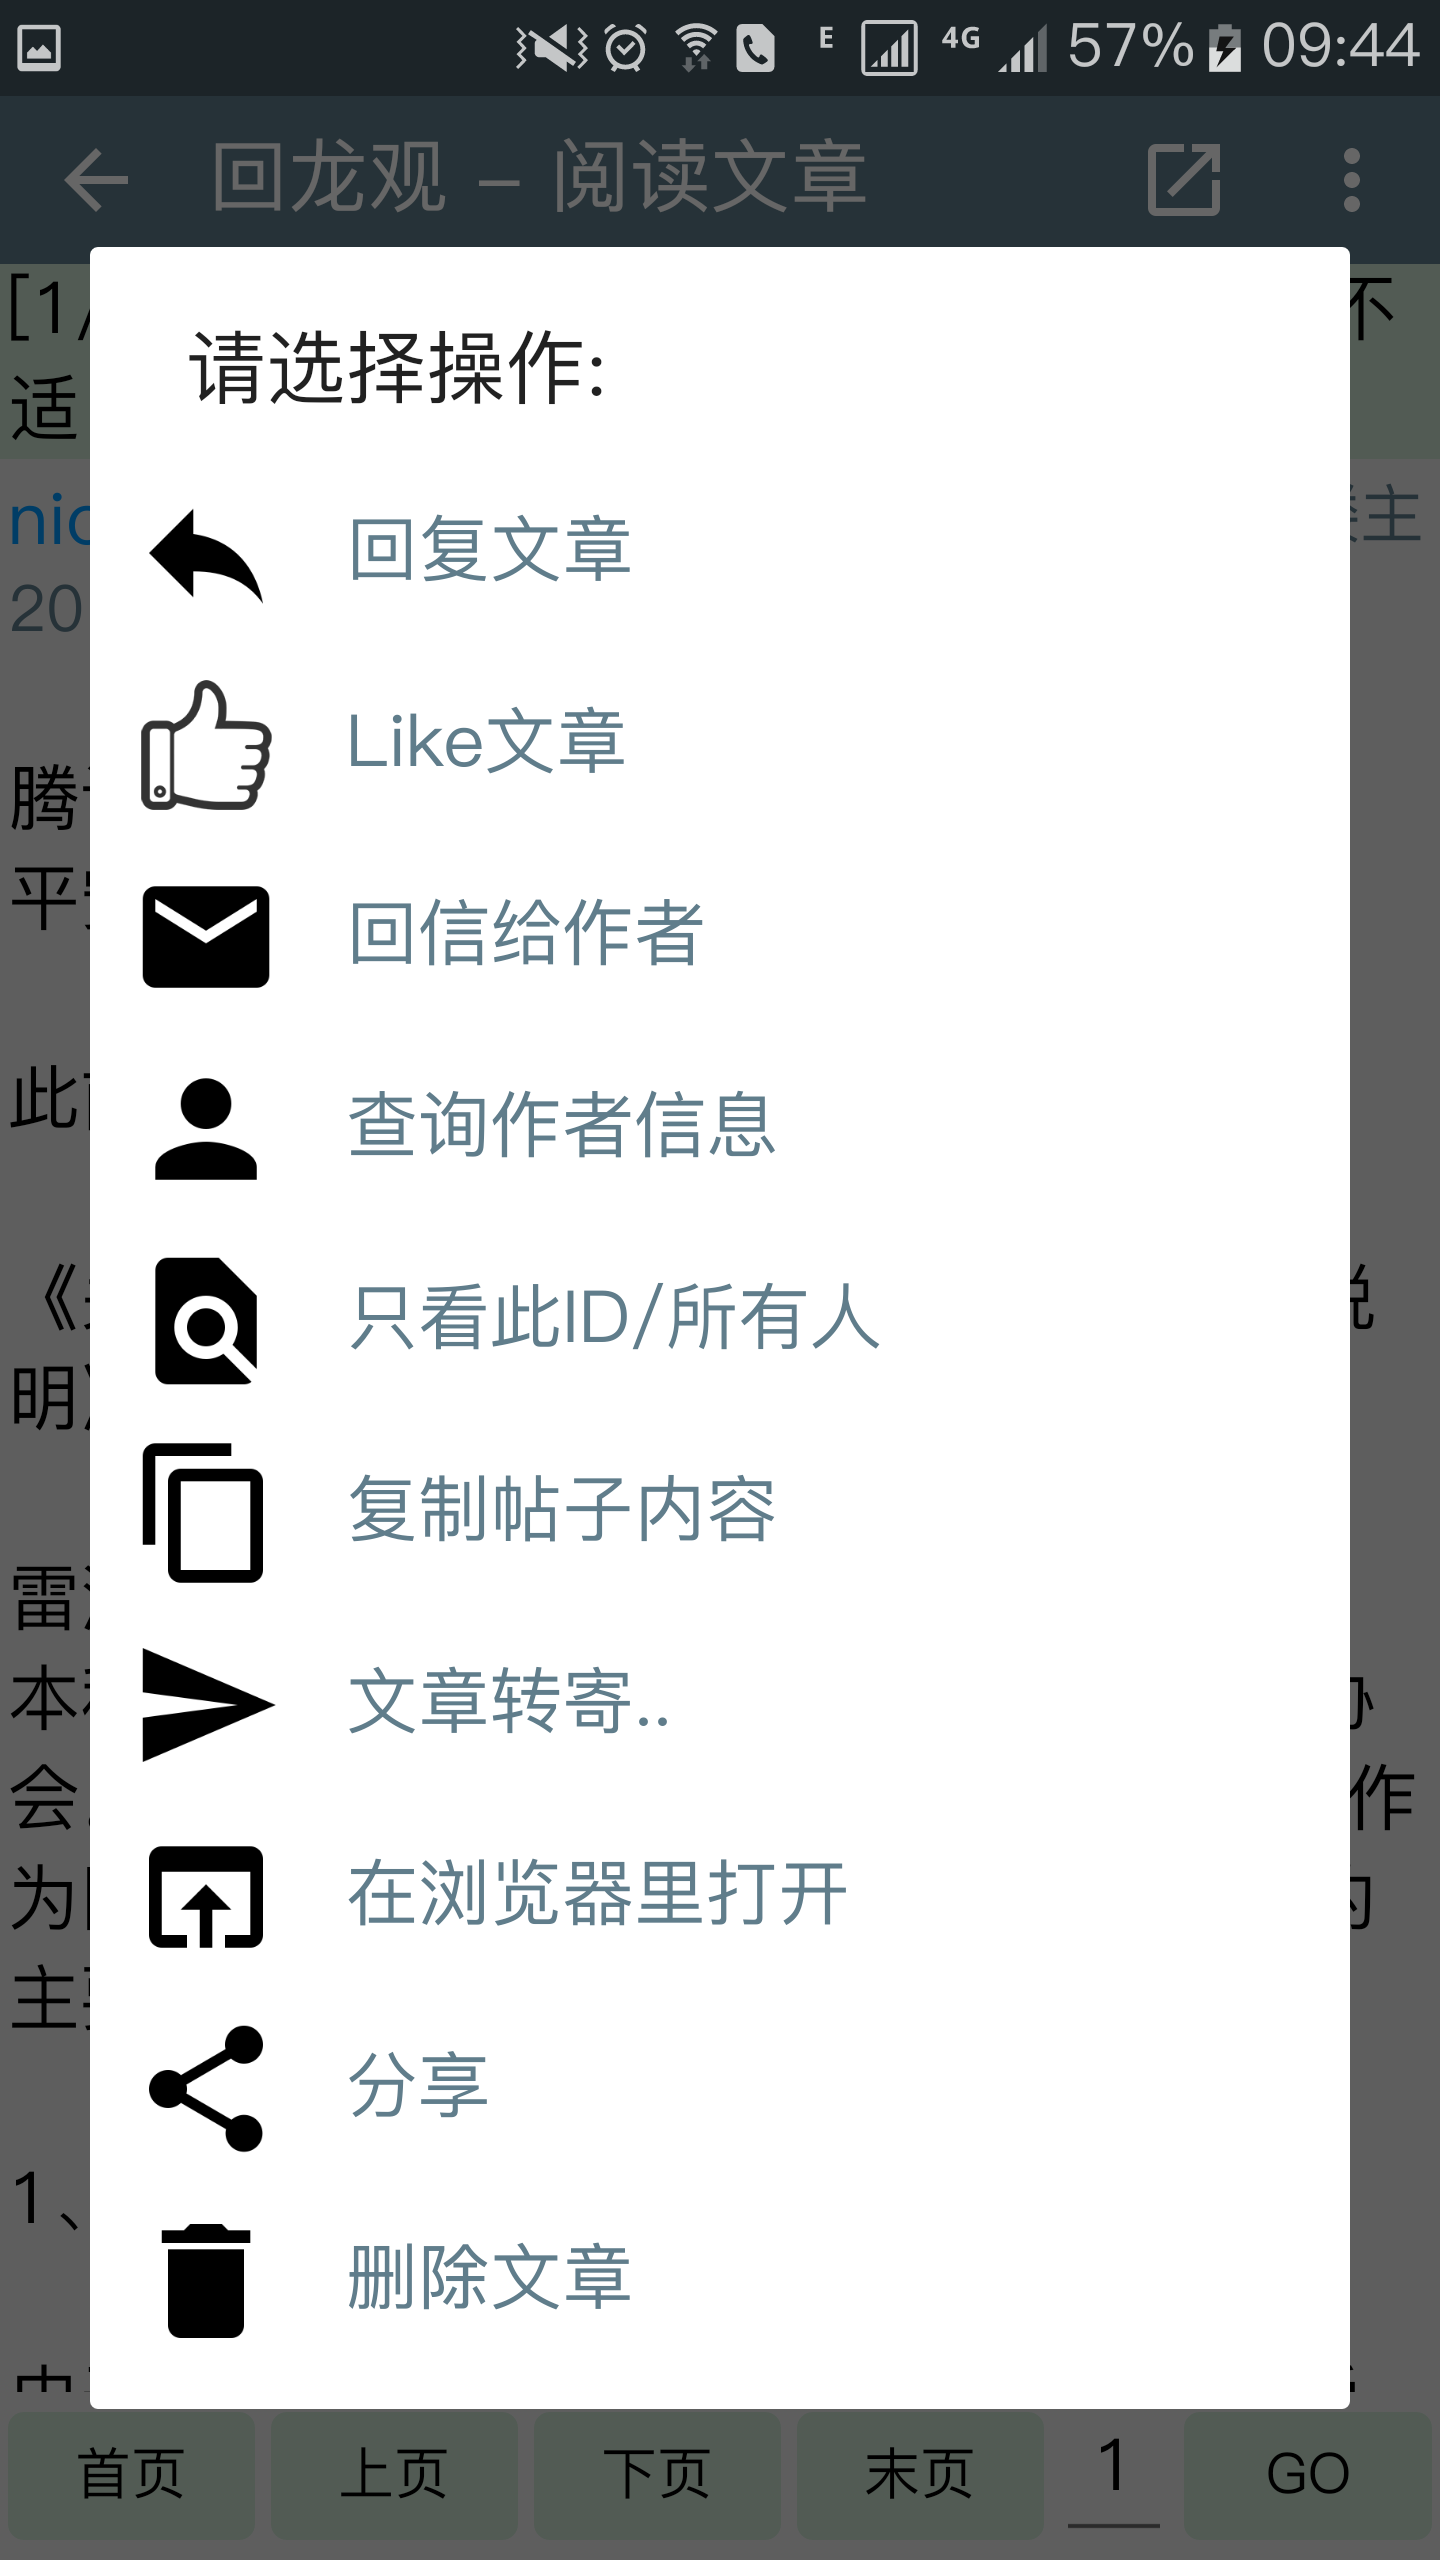 E 4G 57% 09:44
回龙观 – 阅读文章
[1/ 不
适
请选择操作:
nic 主
20
回复文章
Like文章
腾
平
回信给作者
此
查询作者信息
《
只看此ID/所有人
明》
复制帖子内容
雷
本
文章转寄..
会 作
为
在浏览器里打开
主
分享
1、
删除文章
首页 上页 下页 末页 1 GO